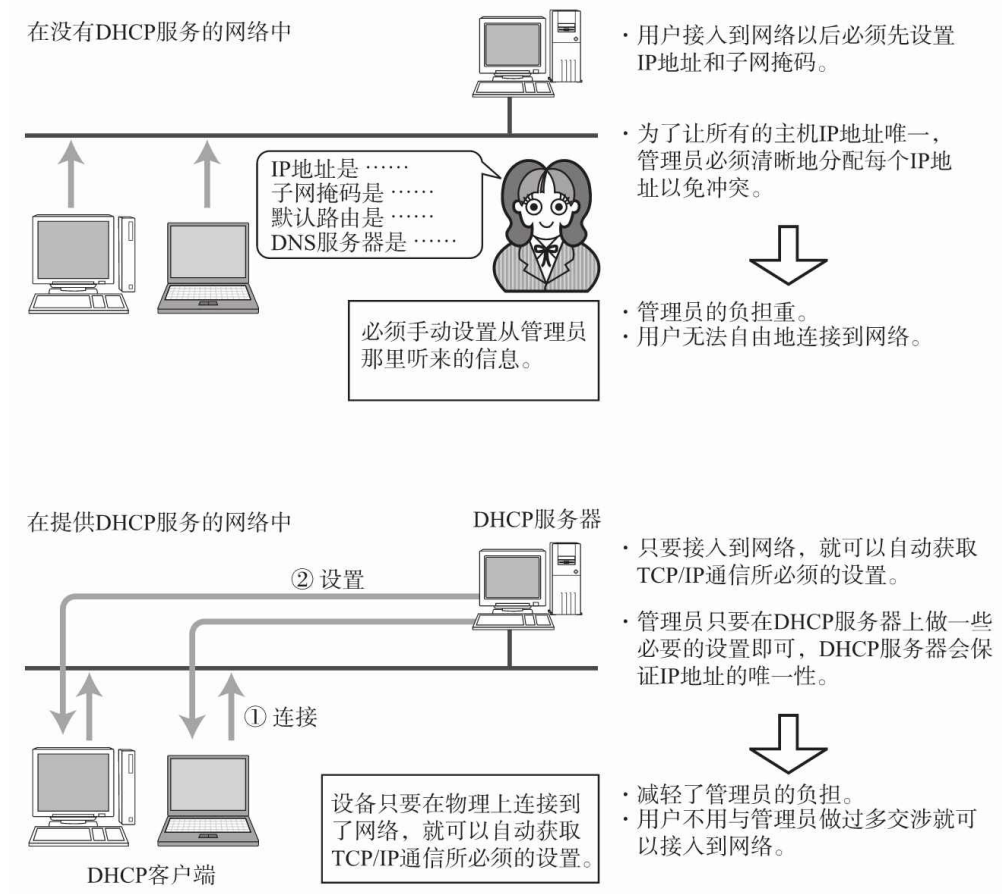 在没有DHCP服务的网络中
·用户接入到网络以后必须先设置
IP地址和子网掩码。
·为了让所有的主机IP地址唯一，
管理员必须清晰地分配每个IP地
址以免冲突。
IP地址是 ……
子网掩码是 ……
默认路由是 ……
DNS服务器是 ……
必须手动设置从管理员
那里听来的信息。
·管理员的负担重。
·用户无法自由地连接到网络。
在提供DHCP服务的网络中
DHCP服务器
② 设置
① 连接
DHCP客户端
设备只要在物理上连接到
了网络，就可以自动获取
TCP/IP通信所必须的设置。
·只要接入到网络，就可以自动获取
TCP/IP通信所必须的设置。
·管理员只要在DHCP服务器上做一些
必要的设置即可，DHCP服务器会保
证IP地址的唯一性。
·减轻了管理员的负担。
·用户不用与管理员做过多交涉就可
以接入到网络。